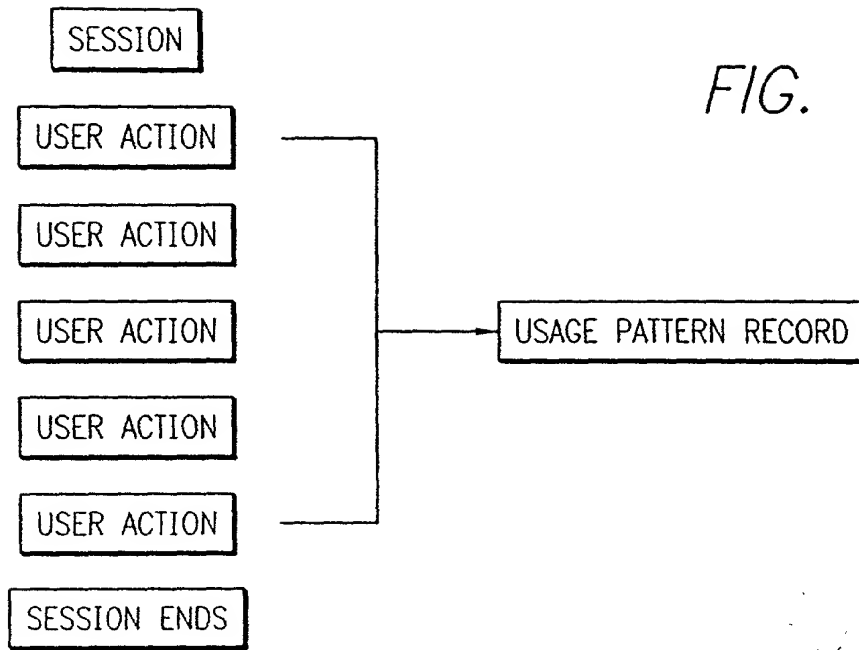 SESSION
FIG.
USER ACTION
USER ACTION
USER ACTION
USAGE PATTERN RECORD
USER ACTION
USER ACTION
SESSION ENDS